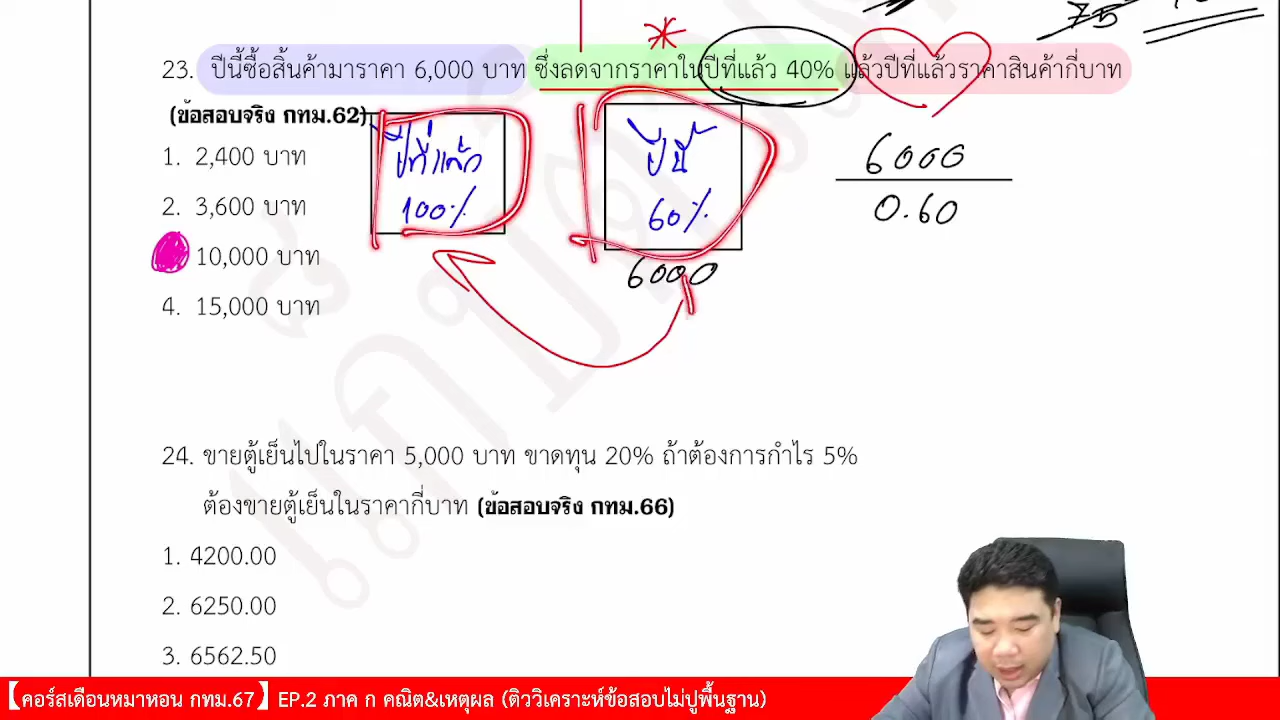 75
23. ปีนี้ซื้อสิ้นค้ามาราคา 6,000 บาท ซึ่งลดจากราคาในปีที่แล้ว 40% แล้วปีที่แล้วราคาสินค้ากี่บาท
(ข้อสอบจริง กทม.62)
1. 2,400 บาท
2. 3,600 บาท
10,000 บาท
4. 15,000 บาท
ปีที่แล้ว
100%
ปีนี้
60%
6000
6000
0.60
24. ขายตู้เย็นไปในราคา 5,000 บาท ขาดทุน 20% ถ้าต้องการกำไร 5%
ต้องขายตู้เย็นในราคากี่บาท (ข้อสอบจริง กทม.66)
1. 4200.00
2. 6250.00
3. 6562.50
【คอร์สเดือนหมาหอน กทม.67】 EP.2 ภาค ก คณิต&เหตุผล (ติววิเคราะห์ข้อสอบไม่ปูพื้นฐาน)